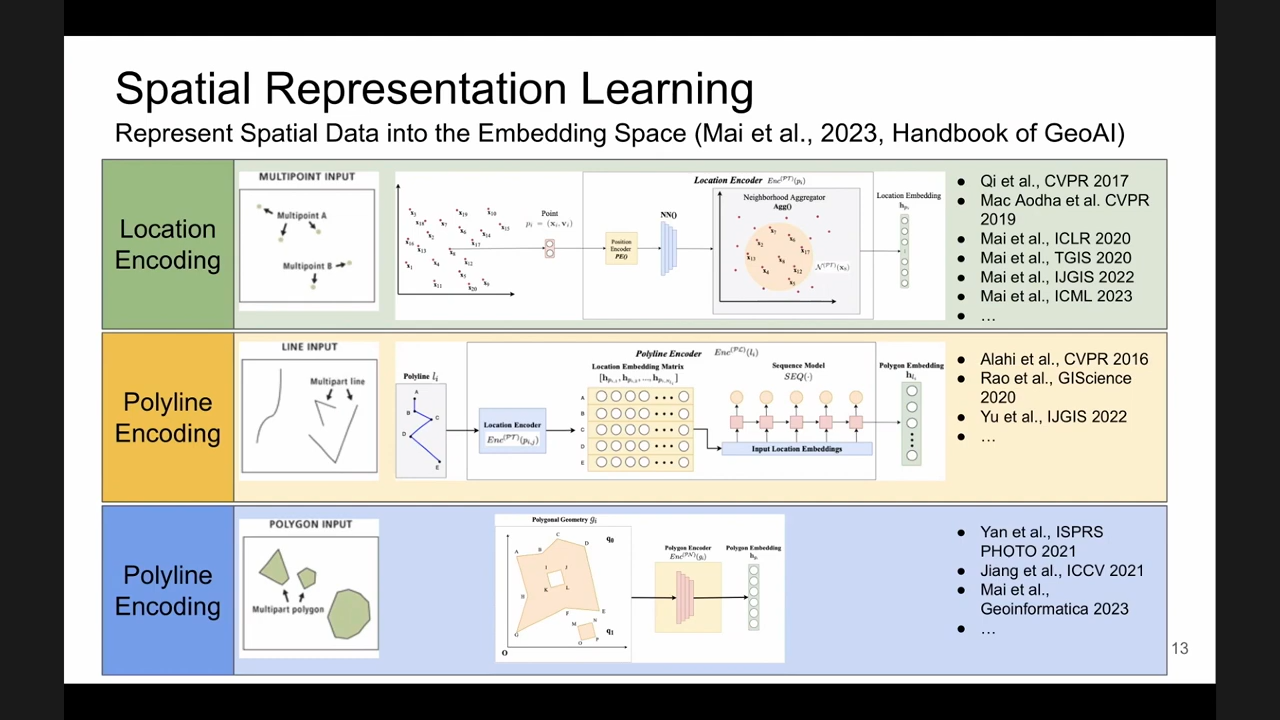 Spatial Representation Learning
Represent Spatial Data into the Embedding Space (Mai et al., 2023, Handbook of GeoAI)
Location
Encoding
MULTIPOINT INPUT
Multipoint A
Multipoint B
Point
Location Encoder
Position
Encoder
PE()
NN()
Neighborhood Aggregator
Agg()
Location Embedding
● Qi et al., CVPR 2017
● Mac Aodha et al. CVPR
2019
● Mai et al., ICLR 2020
● Mai et al., TGIS 2020
● Mai et al., IJGIS 2022
● Mai et al., ICML 2023
● …
Polyline
Encoding
LINE INPUT
Multipart line
Polyline
A
B
C
D
E
Polyline Encoder
Location Encoder
Location Embedding Matrix
A
B
C
D
E
Sequence Model
SEQ(·)
Input Location Embeddings
Polygon Embedding
● Alahi et al., CVPR 2016
● Rao et al., GIScience
2020
● Yu et al., IJGIS 2022
● …
Polyline
Encoding
POLYGON INPUT
Multipart polygon
Polygonal Geometry
O
Polygon Encoder
Polygon Embedding
● Yan et al., ISPRS
PHOTO 2021
● Jiang et al., ICCV 2021
● Mai et al.,
Geoinformatica 2023
● …
13